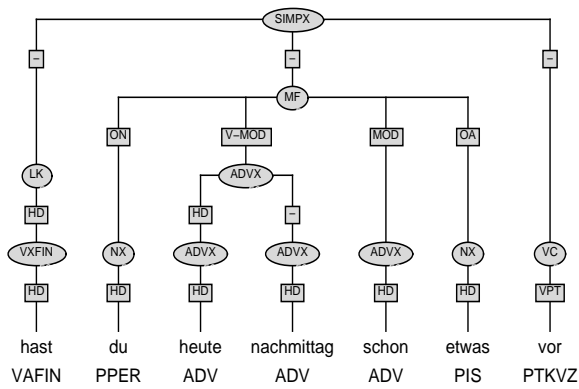 SIMPX
– – –
MF
ON V–MOD MOD OA
LK ADVX
HD HD –
VXFIN NX ADVX ADVX ADVX NX VC
HD HD HD HD HD HD VPT
hast du heute nachmittag schon etwas vor
VAFIN PPER ADV ADV ADV PIS PTKVZ